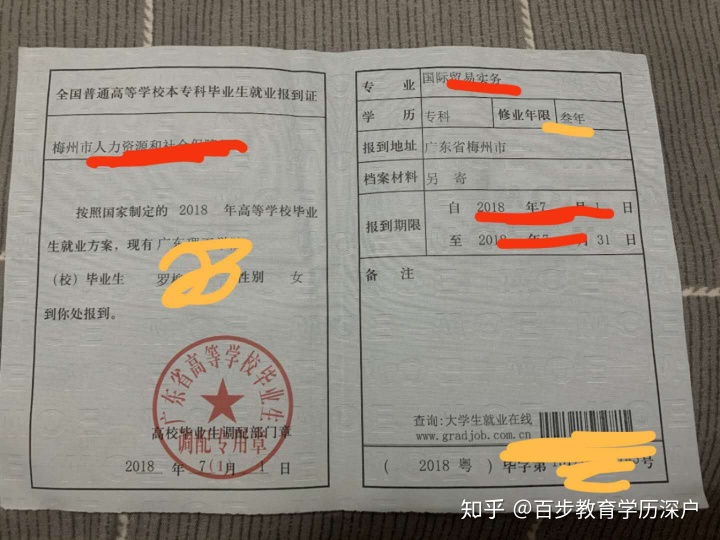 全国普通高等学校本专科毕业生就业报到证
梅州市人力资源和社会保障
按照国家制定的 2018 年高等学校毕业
生就业方案，现有广东
（校）毕业生 罗 性别 女
到你处报到。
广东省高等学校毕业生
调配专用章
高校毕业生调配部门章
2018 年 7(1) 月 1 日
专 业 国际贸易实务
学 历 专科 修业年限 叁年
报到地址 广东省梅州市
档案材料 另 寄
报到期限 自 2018 年7 月 1 日
至 2018 年7 月 31 日
备 注
查询:大学生就业在线
www.gradjob.com.cn
( 2018 粤 ) 毕字第 号
知乎 @百步教育学历深户